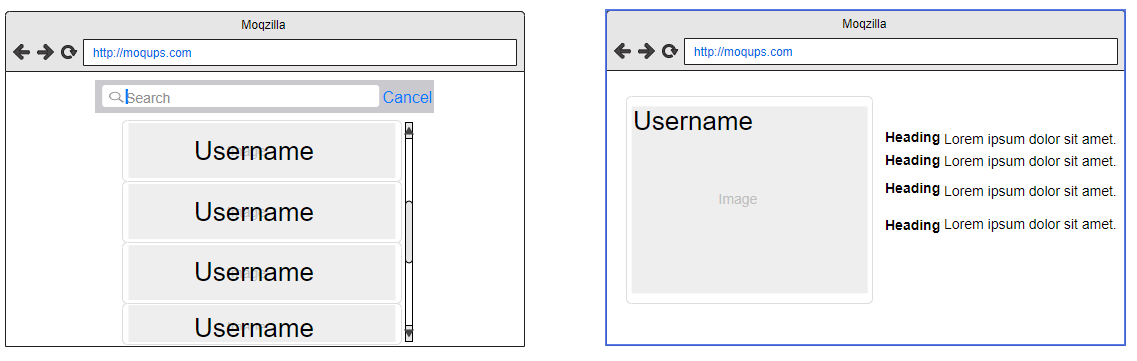 Moqzilla
http://moqups.com
Search
Cancel
Username
Username
Username
Username
Moqzilla
http://moqups.com
Username
Image
Heading Lorem ipsum dolor sit amet.
Heading Lorem ipsum dolor sit amet.
Heading Lorem ipsum dolor sit amet.
Heading Lorem ipsum dolor sit amet.